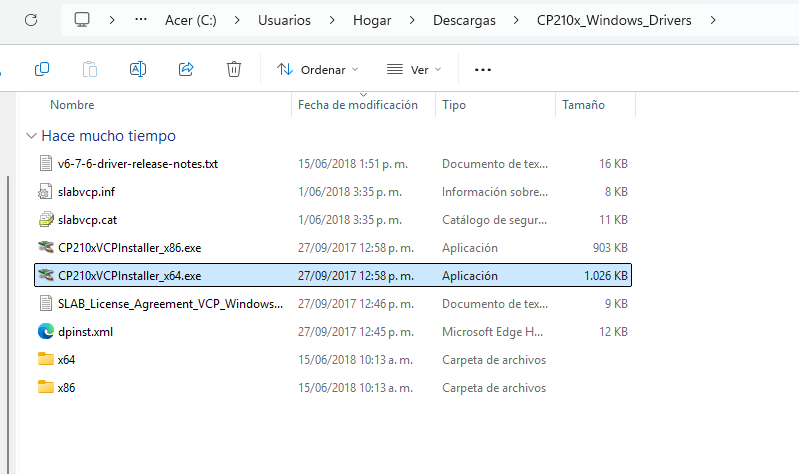 Acer (C:) Usuarios Hogar Descargas CP210x_Windows_Drivers
Ordenar Ver
Nombre Fecha de modificación Tipo Tamaño
Hace mucho tiempo
v6-7-6-driver-release-notes.txt 15/06/2018 1:51 p. m. Documento de tex... 16 KB
slabvcp.inf 1/06/2018 3:35 p. m. Información sobre... 8 KB
slabvcp.cat 1/06/2018 3:35 p. m. Catálogo de segur... 11 KB
CP210xVCPInstaller_x86.exe 27/09/2017 12:58 p. m. Aplicación 903 KB
CP210xVCPInstaller_x64.exe 27/09/2017 12:58 p. m. Aplicación 1.026 KB
SLAB_License_Agreement_VCP_Windows... 27/09/2017 12:46 p. m. Documento de tex... 9 KB
dpinst.xml 27/09/2017 12:45 p. m. Microsoft Edge H... 12 KB
x64 15/06/2018 10:13 a. m. Carpeta de archivos
x86 15/06/2018 10:13 a. m. Carpeta de archivos